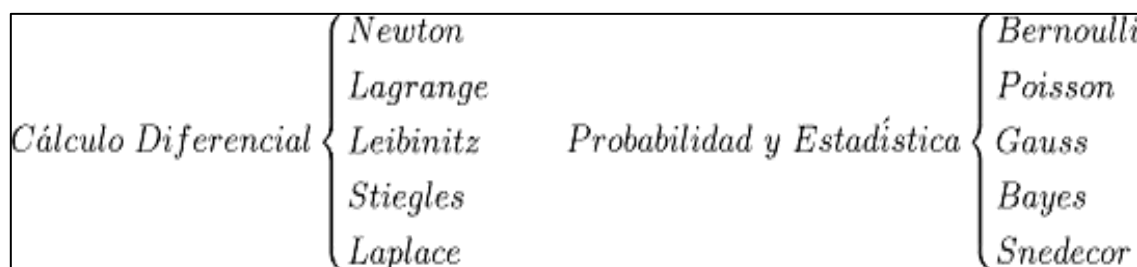 Newton Bernoulli
Lagrange Poisson
Cálculo Diferencial Leibinitz Probabilidad y Estadística Gauss
Stiegles Bayes
Laplace Snedecor